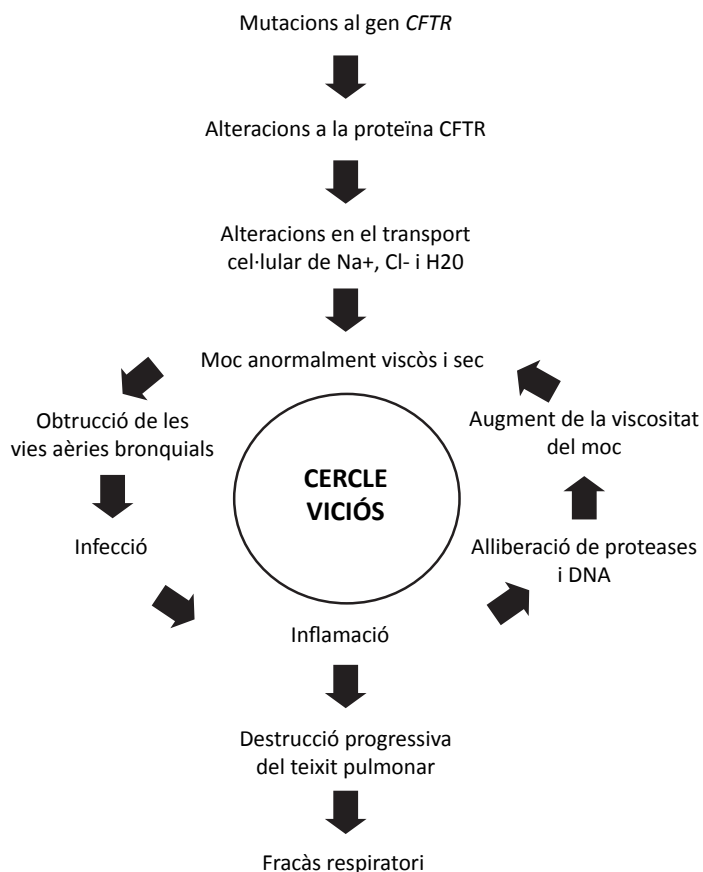 Mutacions al gen CFTR
Alteracions a la proteïna CFTR
Alteracions en el transport
cel·lular de Na+, Cl- i H20
Moc anormalment viscòs i sec
Obtrucció de les
vies aèries bronquials
Infecció
CERCLE
VICIÓS
Augment de la viscositat
del moc
Alliberació de proteases
i DNA
Inflamació
Destrucció progressiva
del teixit pulmonar
Fracàs respiratori